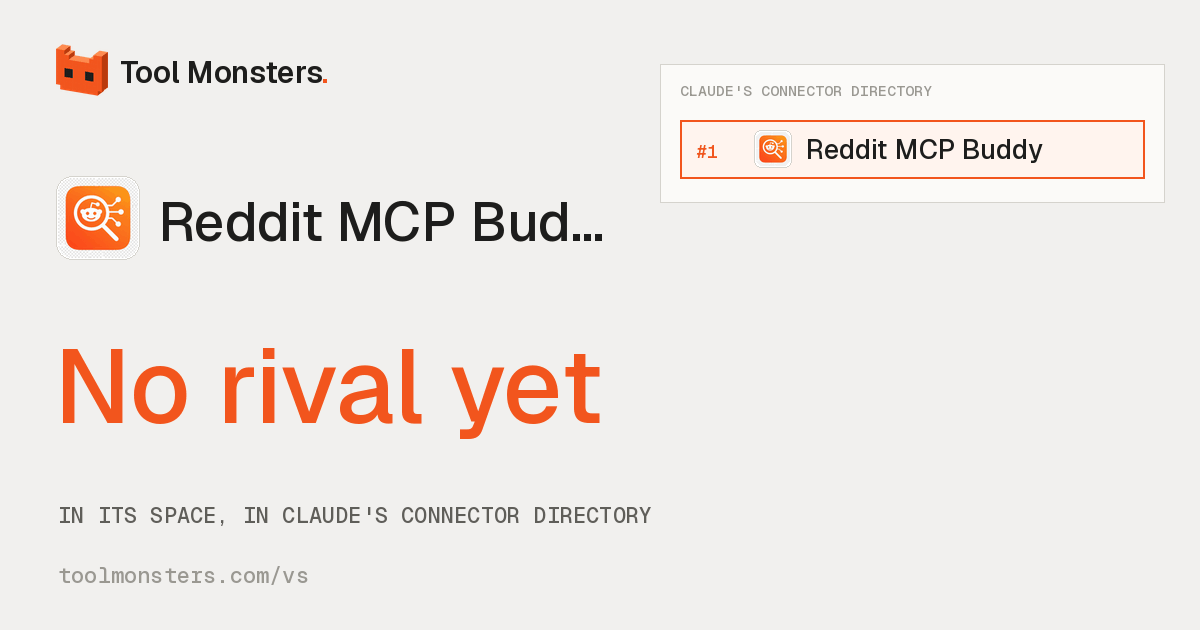 Tool Monsters.
Reddit MCP Bud...
No rival yet
IN ITS SPACE, IN CLAUDE'S CONNECTOR DIRECTORY
toolmonsters.com/vs
CLAUDE'S CONNECTOR DIRECTORY
#1 Reddit MCP Buddy